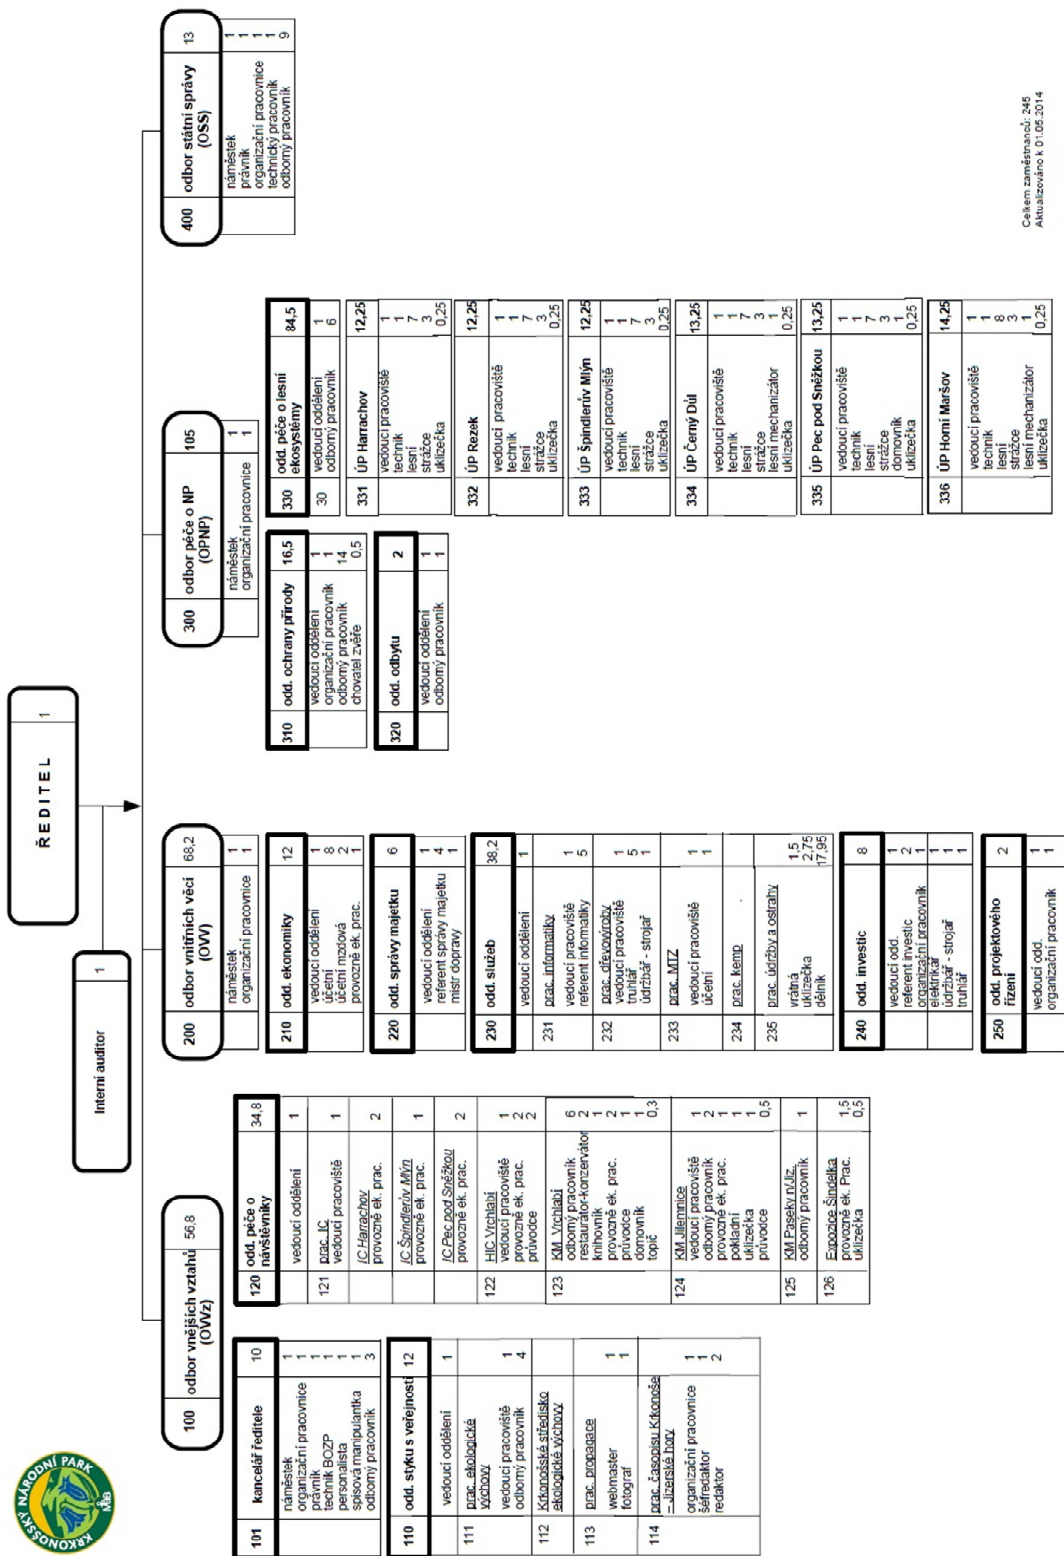 KRKONOŠSKÝ NÁRODNÍ PARK
ŘEDITEL 1
Interní auditor 1
100 odbor vnějších vztahů (OVVz) 56,8
101 kancelář ředitele 10
náměstek 1
organizační pracovnice 1
právník 1
technik BOZP 1
personalista 1
spisová manipulantka 1
odborný pracovník 3
110 odd. styku s veřejností 12
vedoucí oddělení 1
111 prac. ekologické výchovy
vedoucí pracoviště 1
odborný pracovník 4
112 Krkonošské středisko ekologické výchovy
113 prac. propagace
webmaster 1
fotograf 1
114 prac. časopisu Krkonoše – Jizerské hory
organizační pracovnice 1
šéfredaktor 1
redaktor 2
120 odd. péče o návštěvníky 34,8
vedoucí oddělení 1
121 prac. IC
vedoucí pracoviště 1
IC Harrachov
provozně ek. prac. 2
IC Špindlerův Mlýn
provozně ek. prac. 1
IC Pec pod Sněžkou
provozně ek. prac. 2
122 HIC Vrchlabí
vedoucí pracoviště 1
provozně ek. prac. 2
průvodce 2
123 KM Vrchlabí
odborný pracovník 6
restaurátor-konzervátor 2
knihovník 1
provozně ek. prac. 2
průvodce 1
domovník 1
topič 0,3
124 KM Jilemnice
vedoucí pracoviště 1
odborný pracovník 2
provozně ek. prac. 1
pokladní 1
uklízečka 1
průvodce 0,5
125 KM Paseky n/Jiz.
odborný pracovník 1
126 Expozice Šindelka
provozně ek. Prac. 1,5
uklízečka 0,5
200 odbor vnitřních věcí (OVV) 68,2
náměstek 1
organizační pracovnice 1
210 odd. ekonomiky 12
vedoucí oddělení 1
účetní 8
účetní mzdová 2
provozně ek. prac. 1
220 odd. správy majetku 6
vedoucí oddělení 1
referent správy majetku 4
mistr dopravy 1
230 odd. služeb 38,2
vedoucí oddělení 1
231 prac. informatiky
vedoucí pracoviště 1
referent informatiky 5
232 prac. dřevovýroby
vedoucí pracoviště 1
truhlář 5
údržbář - strojař 1
233 prac. MTZ
vedoucí pracoviště 1
účetní 1
234 prac. kemp
235 prac. údržby a ostrahy
vrátná 1,5
uklízečka 2,75
dělník 17,95
240 odd. investic 8
vedoucí odd. 1
referent investic 2
organizační pracovník 1
elektrikář 1
údržbář - strojař 1
truhlář 1
250 odd. projektového řízení 2
vedoucí odd. 1
organizační pracovník 1
300 odbor péče o NP (OPNP) 105
náměstek 1
organizační pracovnice 1
310 odd. ochrany přírody 16,5
vedoucí oddělení 1
organizační pracovník 1
odborný pracovník 14
chovatel zvěře 0,5
320 odd. odbytu 2
vedoucí oddělení 1
odborný pracovník 1
330 odd. péče o lesní ekosystémy 84,5
30 vedoucí oddělení 1
odborný pracovník 6
331 ÚP Harrachov 12,25
vedoucí pracoviště 1
technik 1
lesní 7
strážce 3
uklízečka 0,25
332 ÚP Rezek 12,25
vedoucí pracoviště 1
technik 1
lesní 7
strážce 3
uklízečka 0,25
333 ÚP Špindlerův Mlýn 12,25
vedoucí pracoviště 1
technik 1
lesní 7
strážce 3
uklízečka 0,25
334 ÚP Černý Důl 13,25
vedoucí pracoviště 1
technik 1
lesní 7
strážce 3
lesní mechanizátor 1
uklízečka 0,25
335 ÚP Pec pod Sněžkou 13,25
vedoucí pracoviště 1
technik 1
lesní 7
strážce 3
domovník 1
uklízečka 0,25
336 ÚP Horní Maršov 14,25
vedoucí pracoviště 1
technik 1
lesní 8
strážce 3
lesní mechanizátor 1
uklízečka 0,25
400 odbor státní správy (OSS) 13
náměstek 1
právník 1
organizační pracovnice 1
technický pracovník 1
odborný pracovník 9
Celkem zaměstnanců: 245
Aktualizováno k 01.05.2014